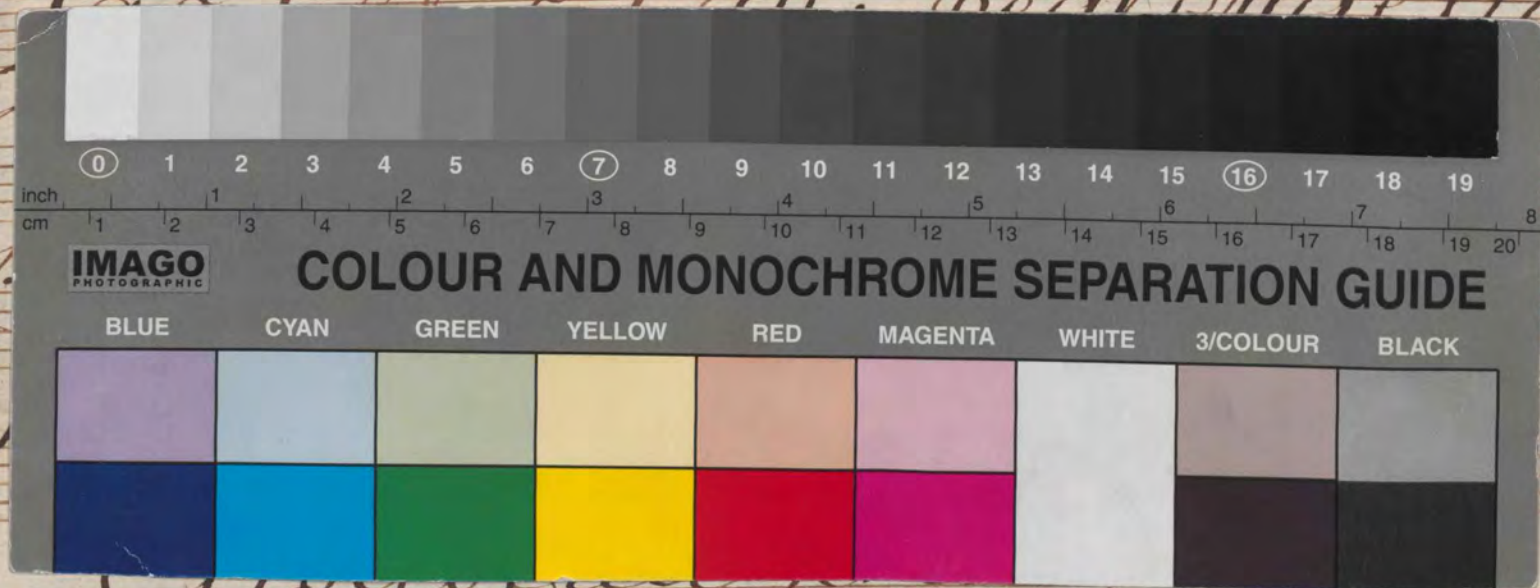 0 1 2 3 4 5 6 7 8 9 10 11 12 13 14 15 16 17 18 19
inch 1 2 3 4 5 6 7 8
cm 1 2 3 4 5 6 7 8 9 10 11 12 13 14 15 16 17 18 19 20
IMAGO
PHOTOGRAPHIC
COLOUR AND MONOCHROME SEPARATION GUIDE
BLUE CYAN GREEN YELLOW RED MAGENTA WHITE 3/COLOUR BLACK